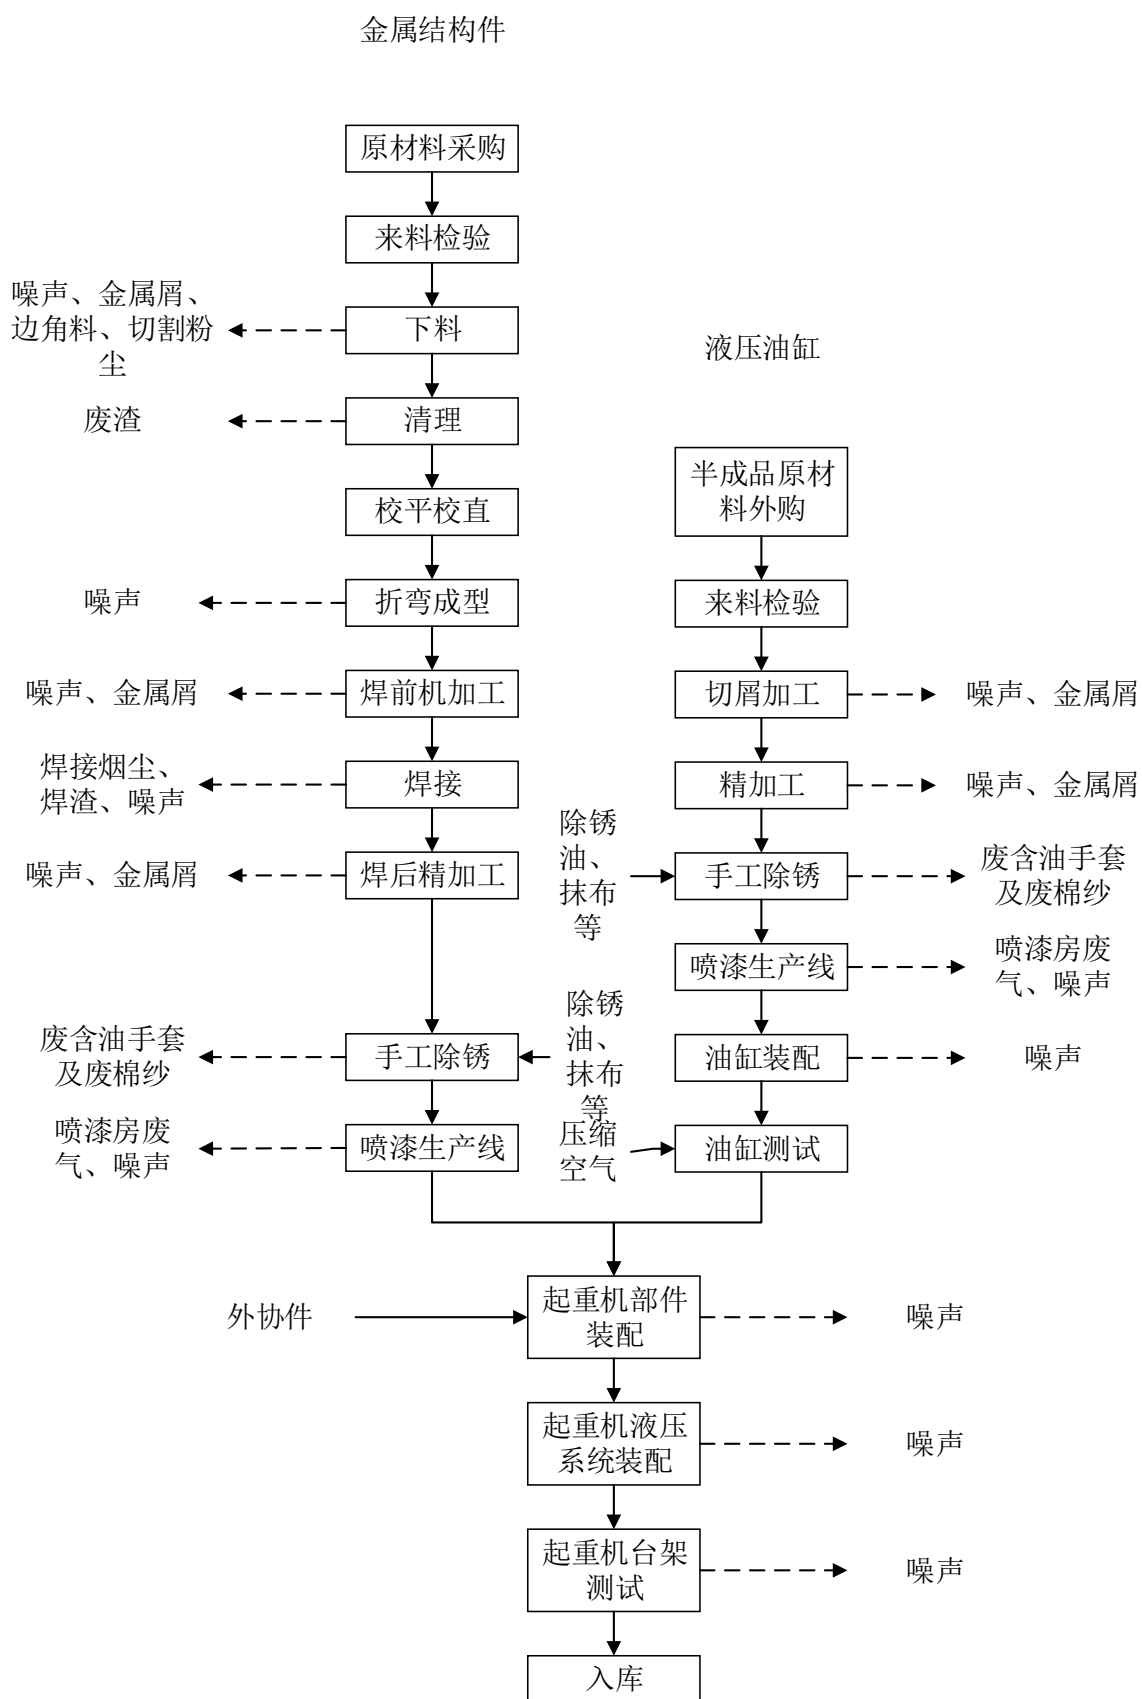 金属结构件
原材料采购
来料检验
噪声、金属屑、
边角料、切割粉
尘
下料
废渣
清理
校平校直
噪声
折弯成型
噪声、金属屑
焊前机加工
焊接烟尘、
焊渣、噪声
焊接
噪声、金属屑
焊后精加工
废含油手套
及废棉纱
手工除锈
除锈
油、
抹布
等
喷漆房废
气、噪声
喷漆生产线
液压油缸
半成品原材
料外购
来料检验
切屑加工
噪声、金属屑
精加工
噪声、金属屑
除锈
油、
抹布
等
手工除锈
废含油手套
及废棉纱
喷漆生产线
喷漆房废
气、噪声
油缸装配
噪声
压缩
空气
油缸测试
外协件
起重机部件
装配
噪声
起重机液压
系统装配
噪声
起重机台架
测试
噪声
入库